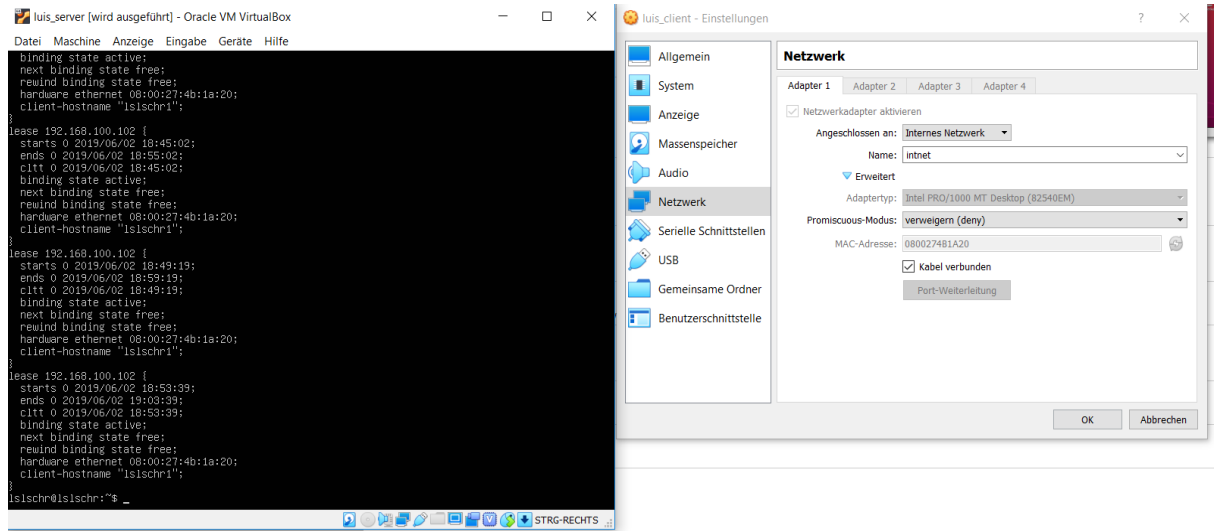 luis_server [wird ausgeführt] - Oracle VM VirtualBox
Datei Maschine Anzeige Eingabe Geräte Hilfe
binding state active;
next binding state free;
rewind binding state free;
hardware ethernet 08:00:27:4b:1a:20;
client-hostname "lslschr1";
}
lease 192.168.100.102 {
starts 0 2019/06/02 18:45:02;
ends 0 2019/06/02 18:55:02;
cltt 0 2019/06/02 18:45:02;
binding state active;
next binding state free;
rewind binding state free;
hardware ethernet 08:00:27:4b:1a:20;
client-hostname "lslschr1";
}
lease 192.168.100.102 {
starts 0 2019/06/02 18:49:19;
ends 0 2019/06/02 18:59:19;
cltt 0 2019/06/02 18:49:19;
binding state active;
next binding state free;
rewind binding state free;
hardware ethernet 08:00:27:4b:1a:20;
client-hostname "lslschr1";
}
lease 192.168.100.102 {
starts 0 2019/06/02 18:53:39;
ends 0 2019/06/02 19:03:39;
cltt 0 2019/06/02 18:53:39;
binding state active;
next binding state free;
rewind binding state free;
hardware ethernet 08:00:27:4b:1a:20;
client-hostname "lslschr1";
}
lslschr@lslschr:~$ _
STRG-RECHTS
luis_client - Einstellungen
Allgemein
System
Anzeige
Massenspeicher
Audio
Netzwerk
Serielle Schnittstellen
USB
Gemeinsame Ordner
Benutzerschnittstelle
Netzwerk
Adapter 1 Adapter 2 Adapter 3 Adapter 4
Netzwerkadapter aktivieren
Angeschlossen an: Internes Netzwerk
Name: intnet
Erweitert
Adaptertyp: Intel PRO/1000 MT Desktop (82540EM)
Promiscuous-Modus: verweigern (deny)
MAC-Adresse: 0800274B1A20
Kabel verbunden
Port-Weiterleitung
OK Abbrechen